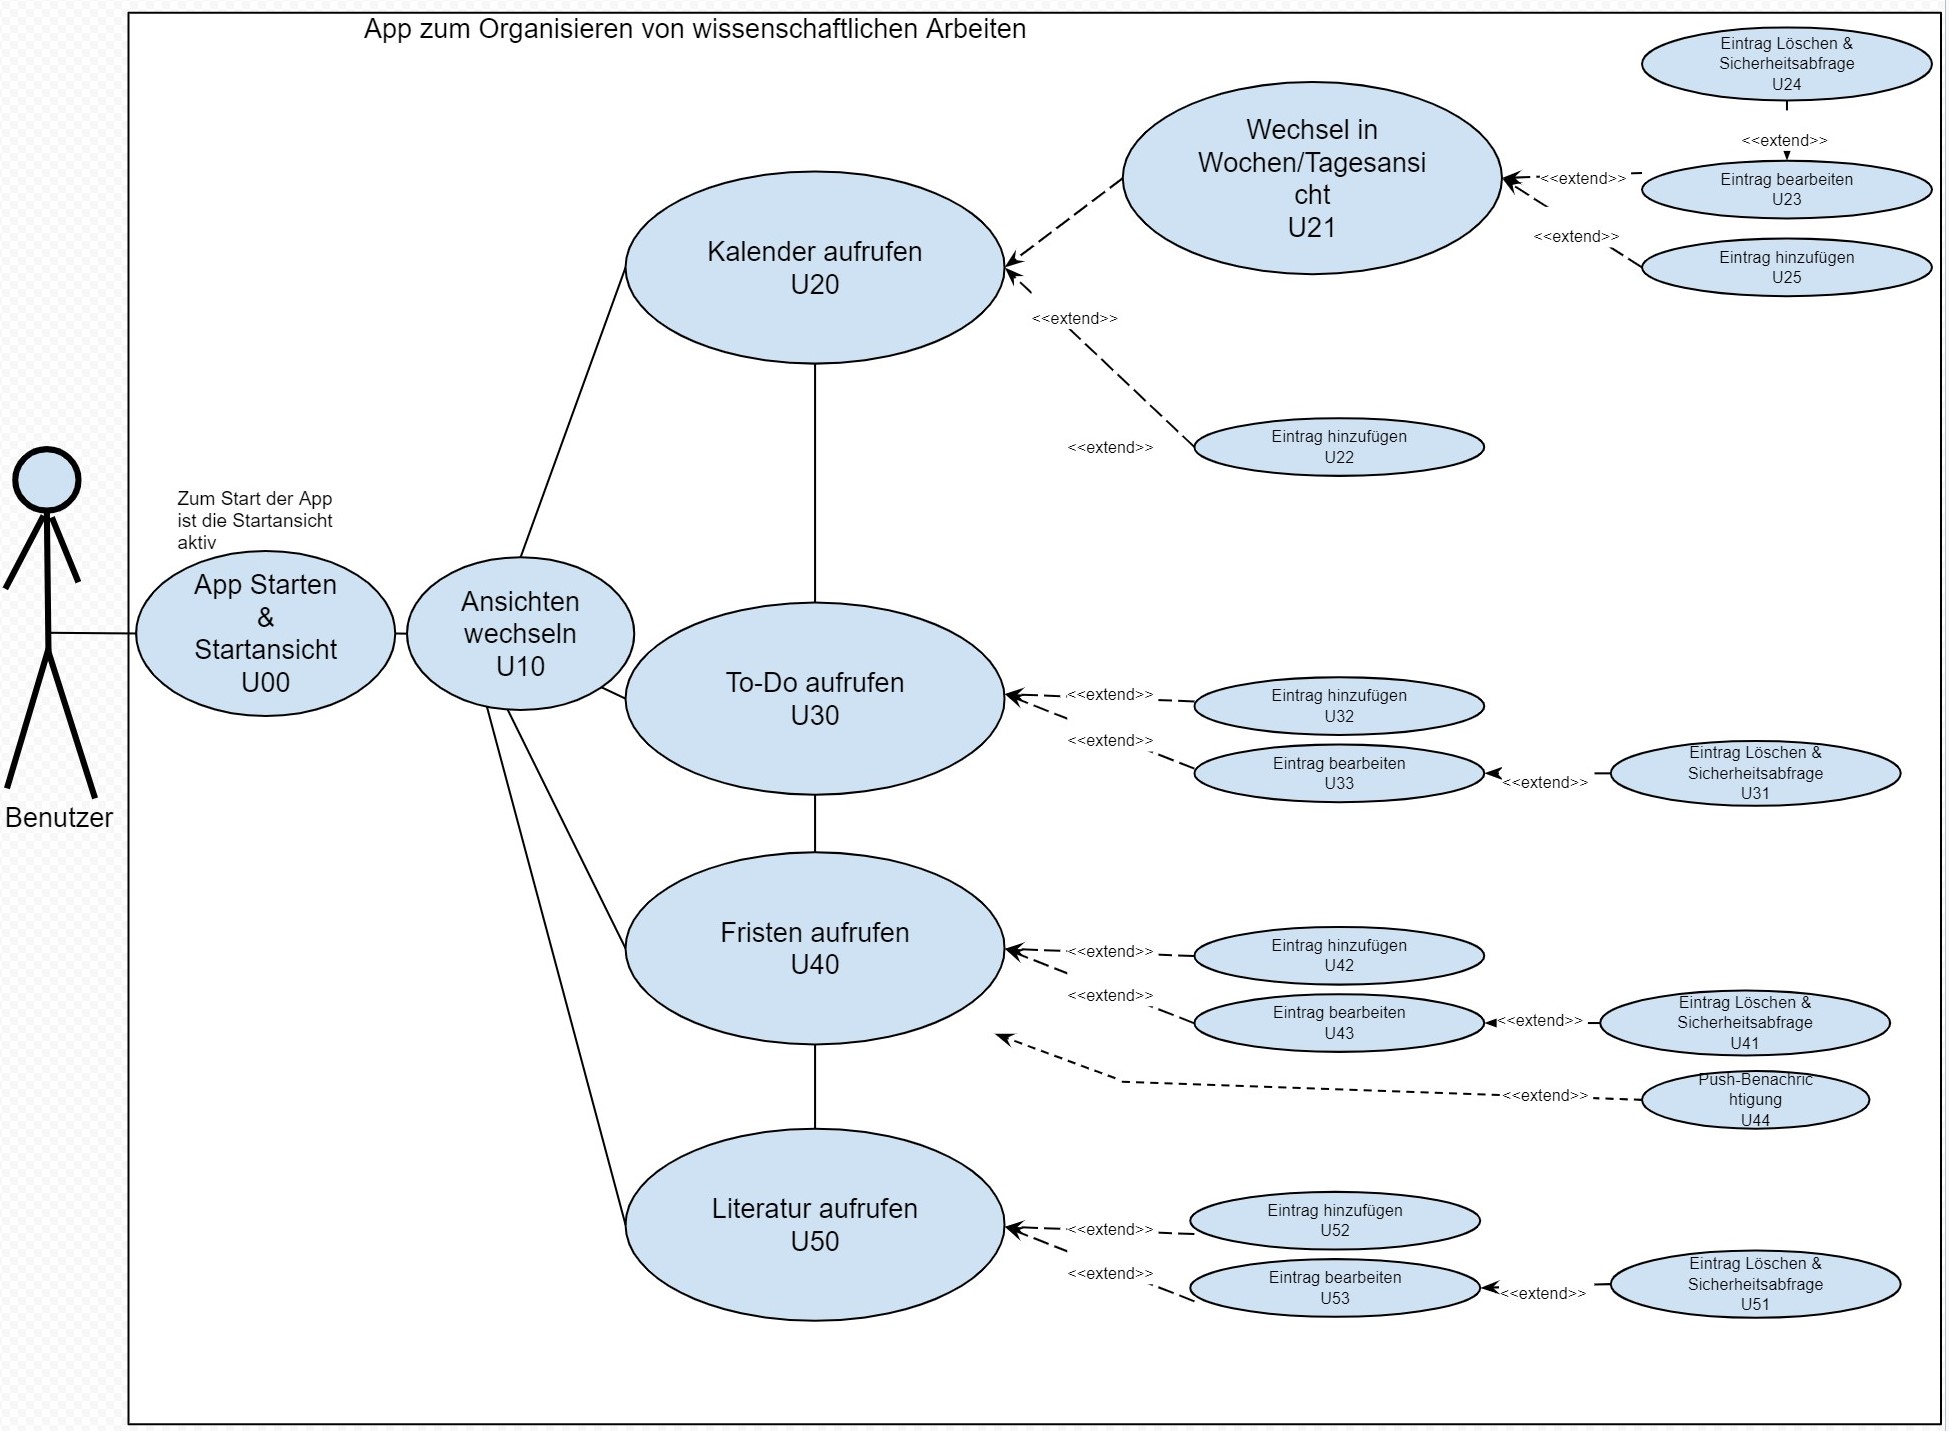 App zum Organisieren von wissenschaftlichen Arbeiten
Eintrag Löschen &
Sicherheitsabfrage
U24
<<extend>>
Wechsel in
Wochen/Tagesansi
cht
U21
<<extend>>
Eintrag bearbeiten
U23
<<extend>>
Eintrag hinzufügen
U25
Kalender aufrufen
U20
<<extend>>
<<extend>>
Eintrag hinzufügen
U22
Zum Start der App
ist die Startansicht
aktiv
App Starten
&
Startansicht
U00
Ansichten
wechseln
U10
Benutzer
To-Do aufrufen
U30
<<extend>>
Eintrag hinzufügen
U32
<<extend>>
Eintrag bearbeiten
U33
<<extend>>
Eintrag Löschen &
Sicherheitsabfrage
U31
Fristen aufrufen
U40
<<extend>>
Eintrag hinzufügen
U42
<<extend>>
Eintrag bearbeiten
U43
<<extend>>
Eintrag Löschen &
Sicherheitsabfrage
U41
<<extend>>
Push-Benachric
htigung
U44
Literatur aufrufen
U50
<<extend>>
Eintrag hinzufügen
U52
<<extend>>
Eintrag bearbeiten
U53
<<extend>>
Eintrag Löschen &
Sicherheitsabfrage
U51